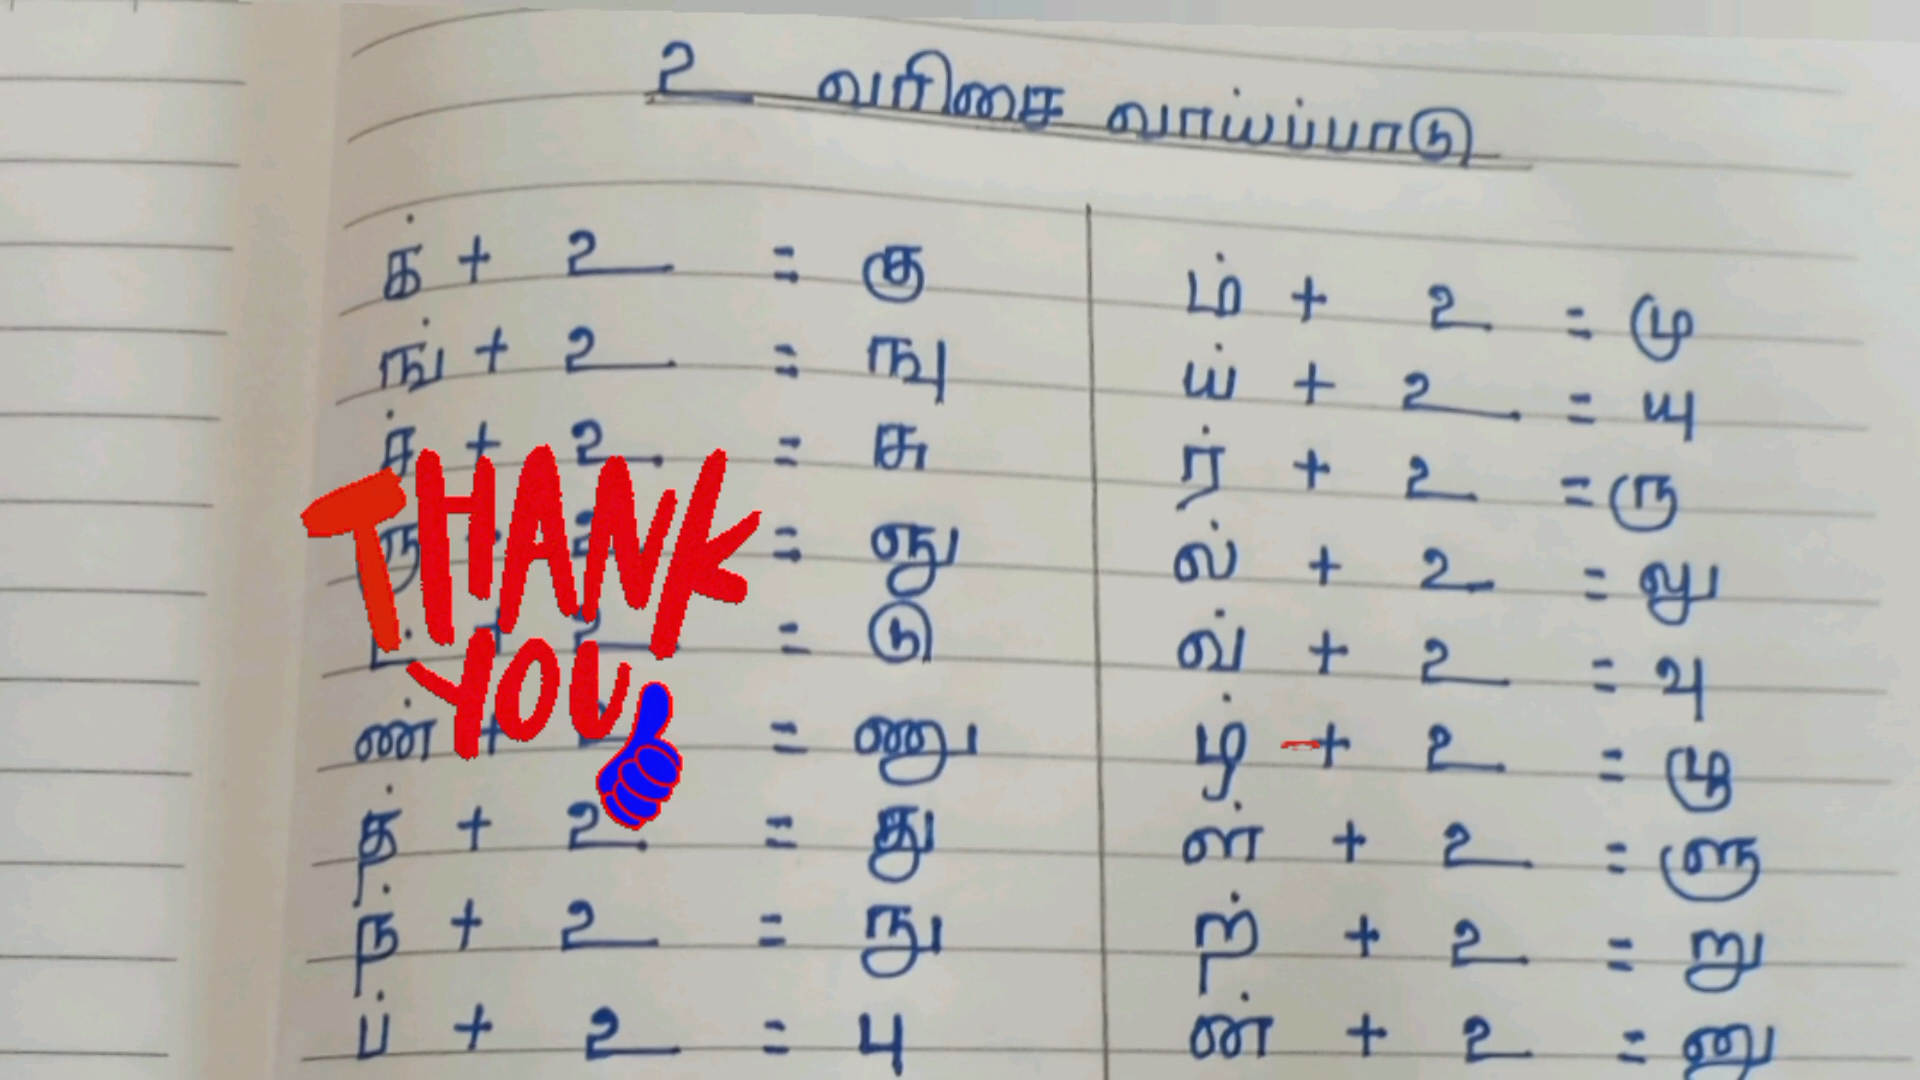 உ வரிசை வாய்ப்பாடு
க் + உ = கு
ங் + உ = ஙு
ச் + உ = சு
ஞ் + உ = ஞு
ட் + உ = டு
ண் + உ = ணு
த் + உ = து
ந் + உ = நு
ப் + உ = பு
ம் + உ = மு
ய் + உ = யு
ர் + உ = ரு
ல் + உ = லு
வ் + உ = வு
ழ் + உ = ழு
ள் + உ = ளு
ற் + உ = று
ன் + உ = னு
THANK
YOU